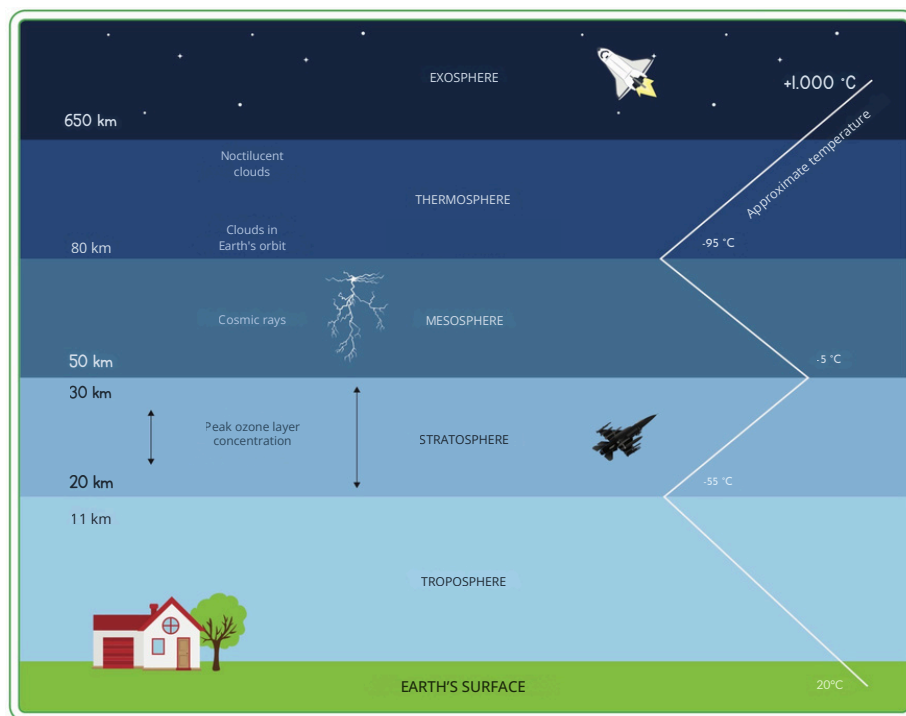 EXOSPHERE
+1.000 °C
650 km
Approximate temperature
Noctilucent
clouds
THERMOSPHERE
Clouds in
Earth's orbit
80 km
-95 °C
Cosmic rays
MESOSPHERE
50 km
-5 °C
30 km
Peak ozone layer
concentration
STRATOSPHERE
20 km
-55 °C
11 km
TROPOSPHERE
EARTH’S SURFACE
20°C